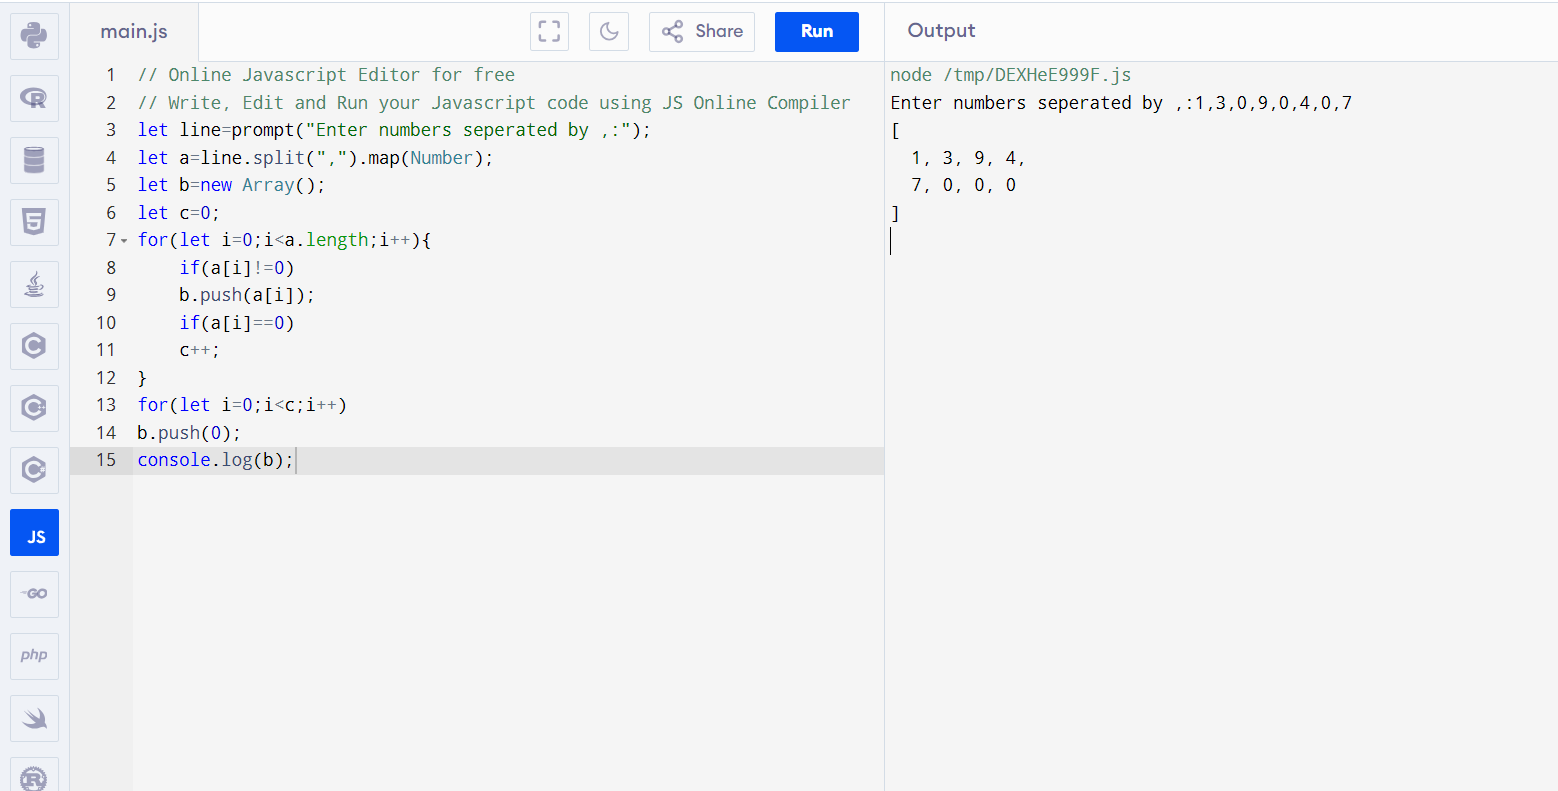 main.js
Share
Run
Output
1 // Online Javascript Editor for free
2 // Write, Edit and Run your Javascript code using JS Online Compiler
3 let line=prompt("Enter numbers seperated by ,:");
4 let a=line.split(",").map(Number);
5 let b=new Array();
6 let c=0;
7 for(let i=0;i<a.length;i++){
8     if(a[i]!=0)
9     b.push(a[i]);
10     if(a[i]==0)
11     c++;
12 }
13 for(let i=0;i<c;i++)
14 b.push(0);
15 console.log(b);
node /tmp/DEXHeE999F.js
Enter numbers seperated by ,:1,3,0,9,0,4,0,7
[
  1, 3, 9, 4,
  7, 0, 0, 0
]
R
5
C
C
C
JS
GO
php
R